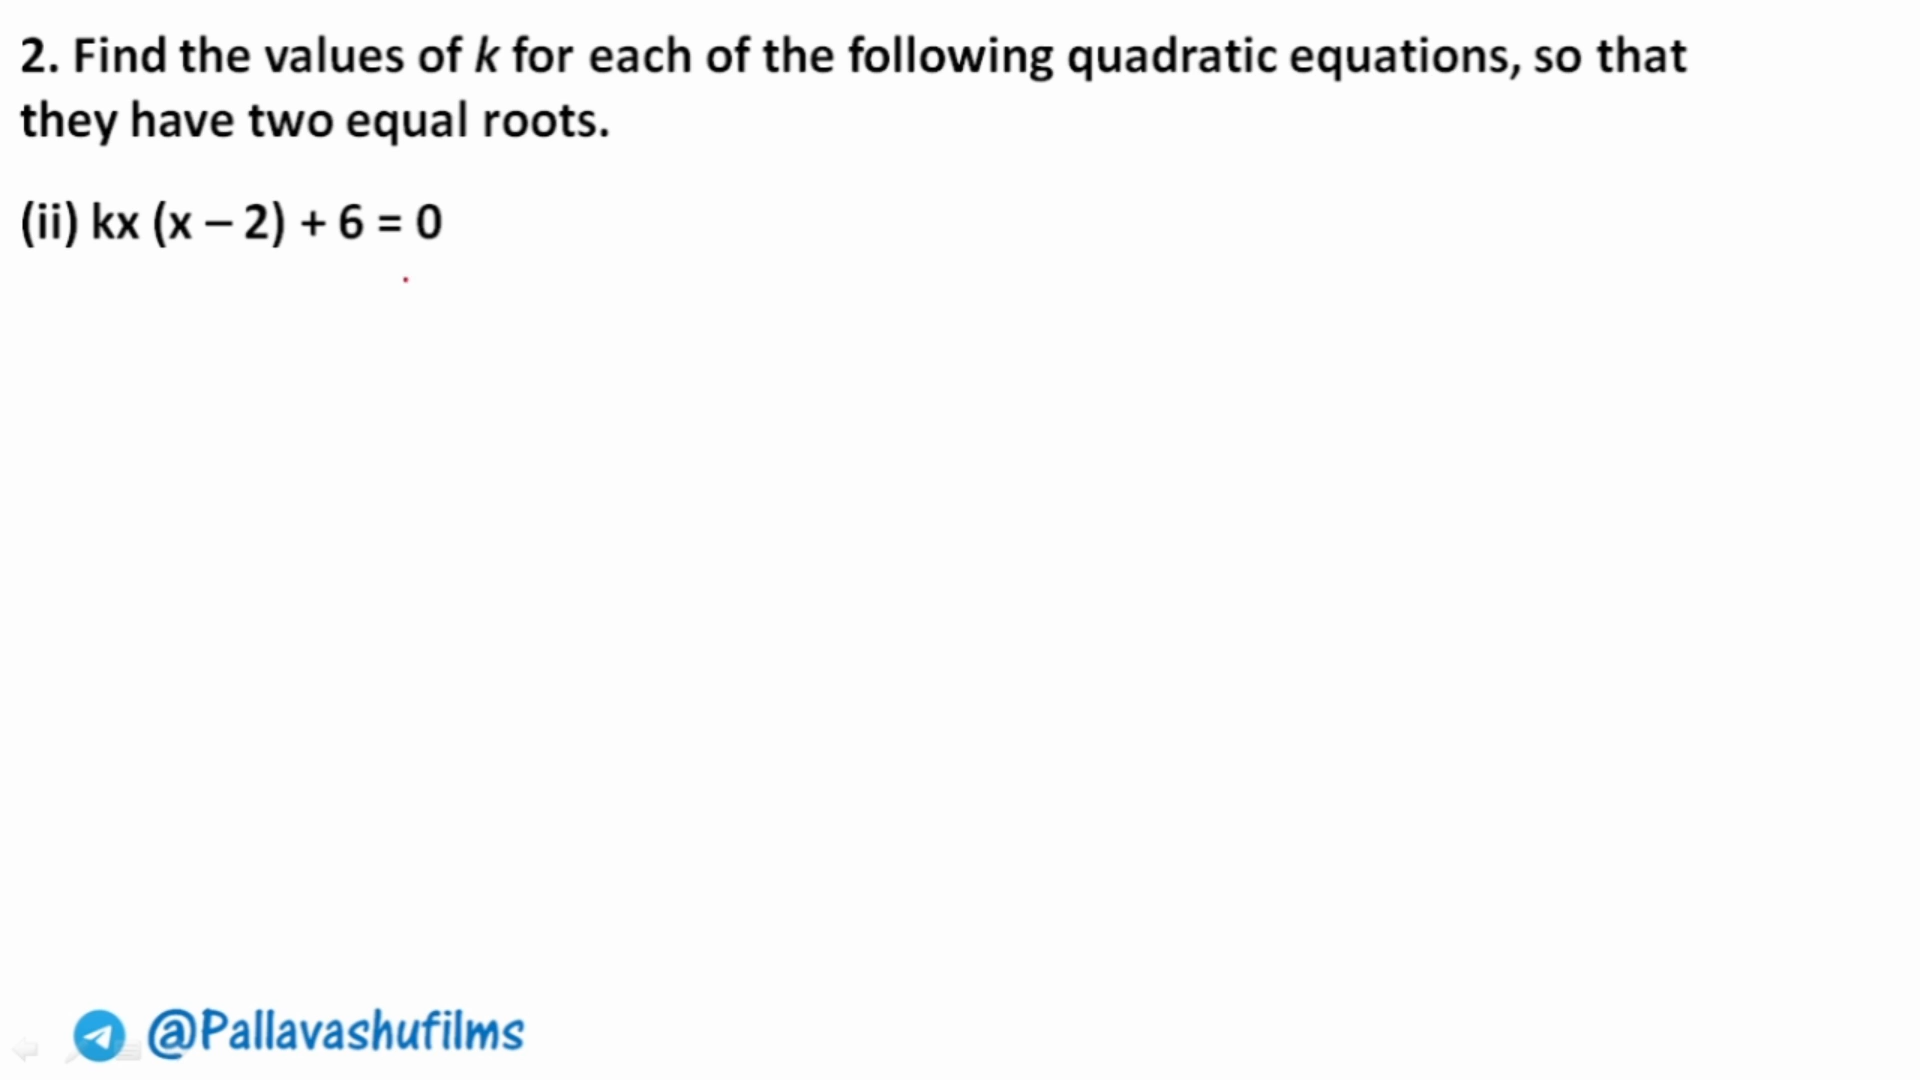 2. Find the values of k for each of the following quadratic equations, so that
they have two equal roots.
(ii) kx (x – 2) + 6 = 0
@Pallavashufilms